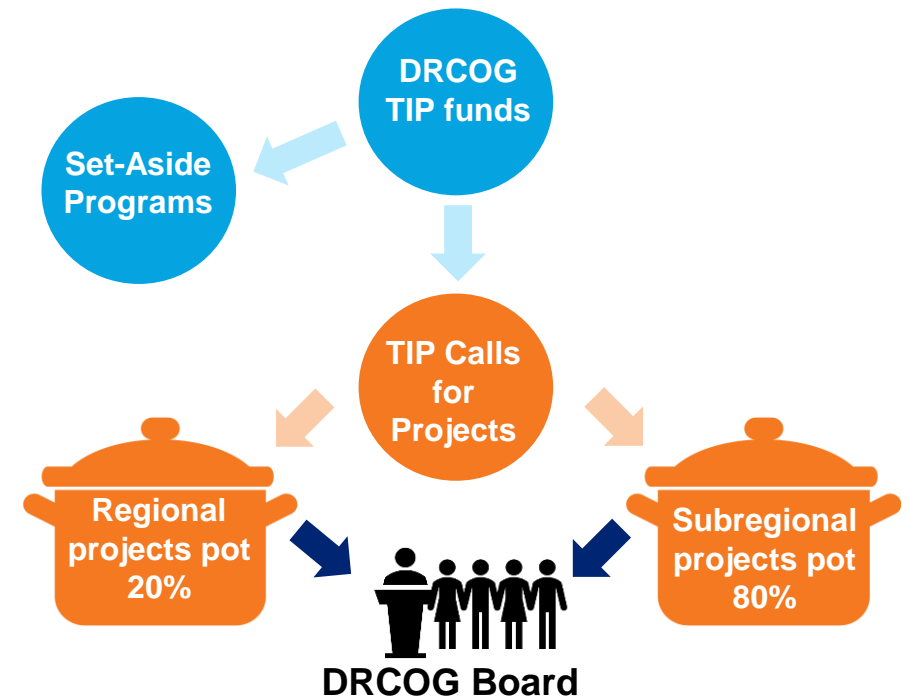 DRCOG
TIP funds
Set-Aside
Programs
TIP Calls
for
Projects
Regional
projects pot
20%
Subregional
projects pot
80%
DRCOG Board